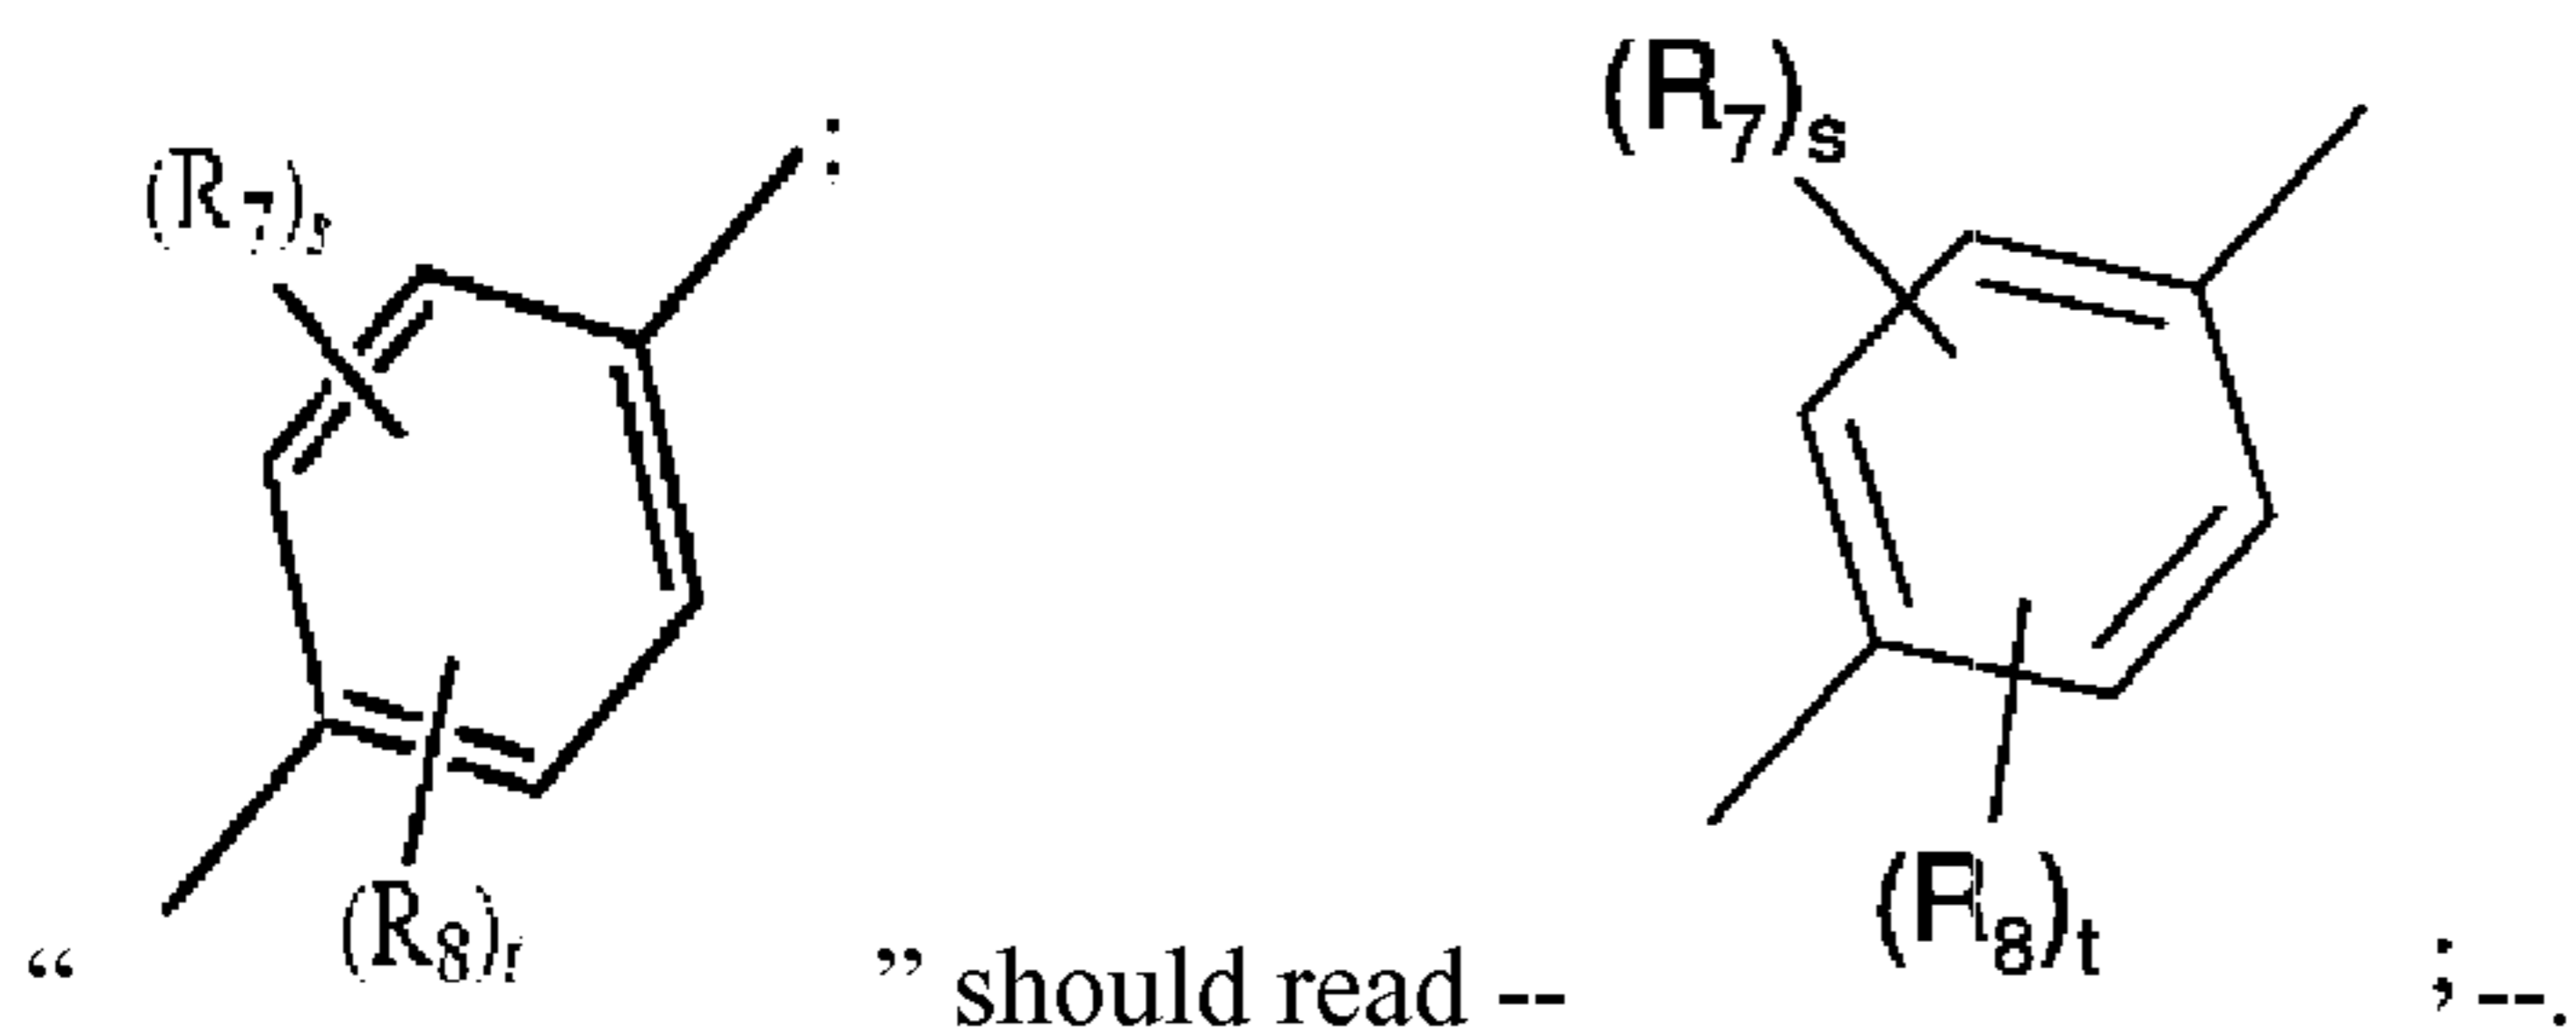 (R7)s
:
(R7)s
(R8)
(R8)t
“ ” should read -- ; --.